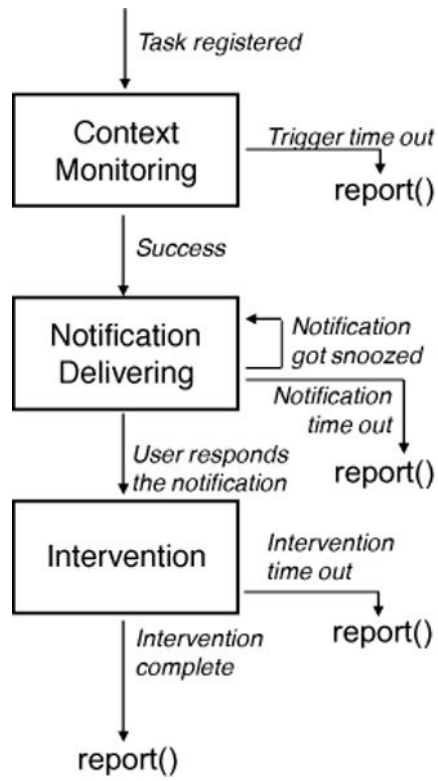 Task registered
Context
Monitoring
Trigger time out
report()
Success
Notification
Delivering
Notification
got snoozed
Notification
time out
report()
User responds
the notification
Intervention
Intervention
time out
report()
Intervention
complete
report()